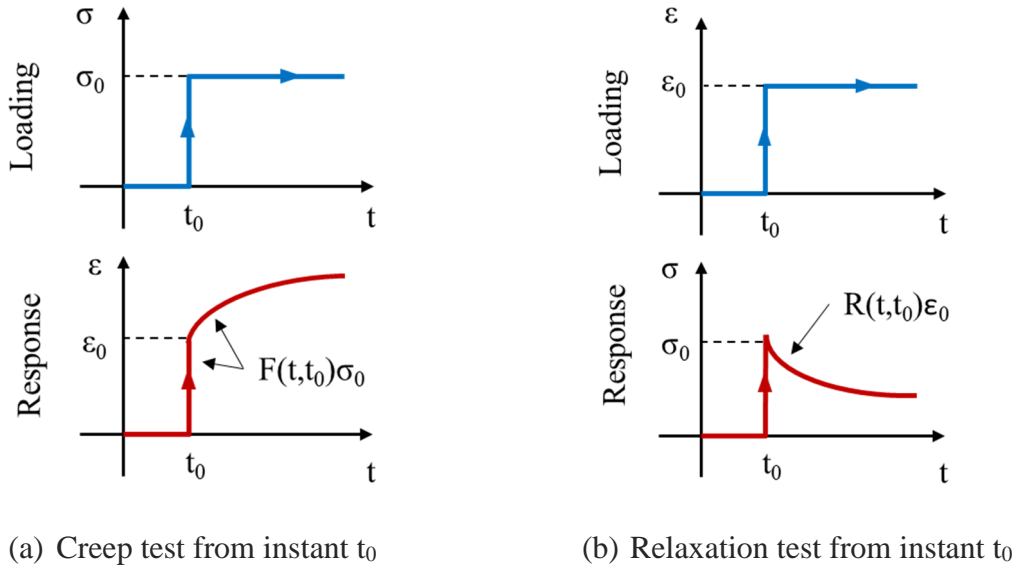 σ
Loading
σ₀
t₀
t
ε
Response
ε₀
F(t,t₀)σ₀
t₀
t
(a) Creep test from instant t₀
ε
Loading
ε₀
t₀
t
σ
Response
σ₀
R(t,t₀)ε₀
t₀
t
(b) Relaxation test from instant t₀